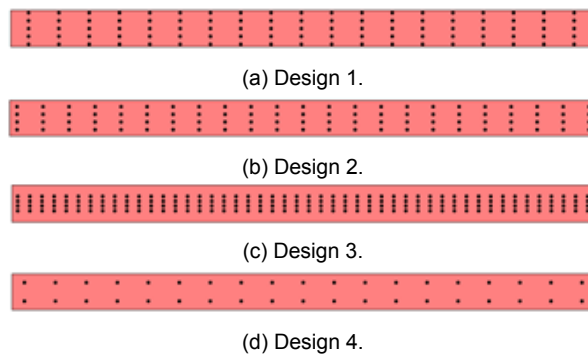 (a) Design 1.
(b) Design 2.
(c) Design 3.
(d) Design 4.